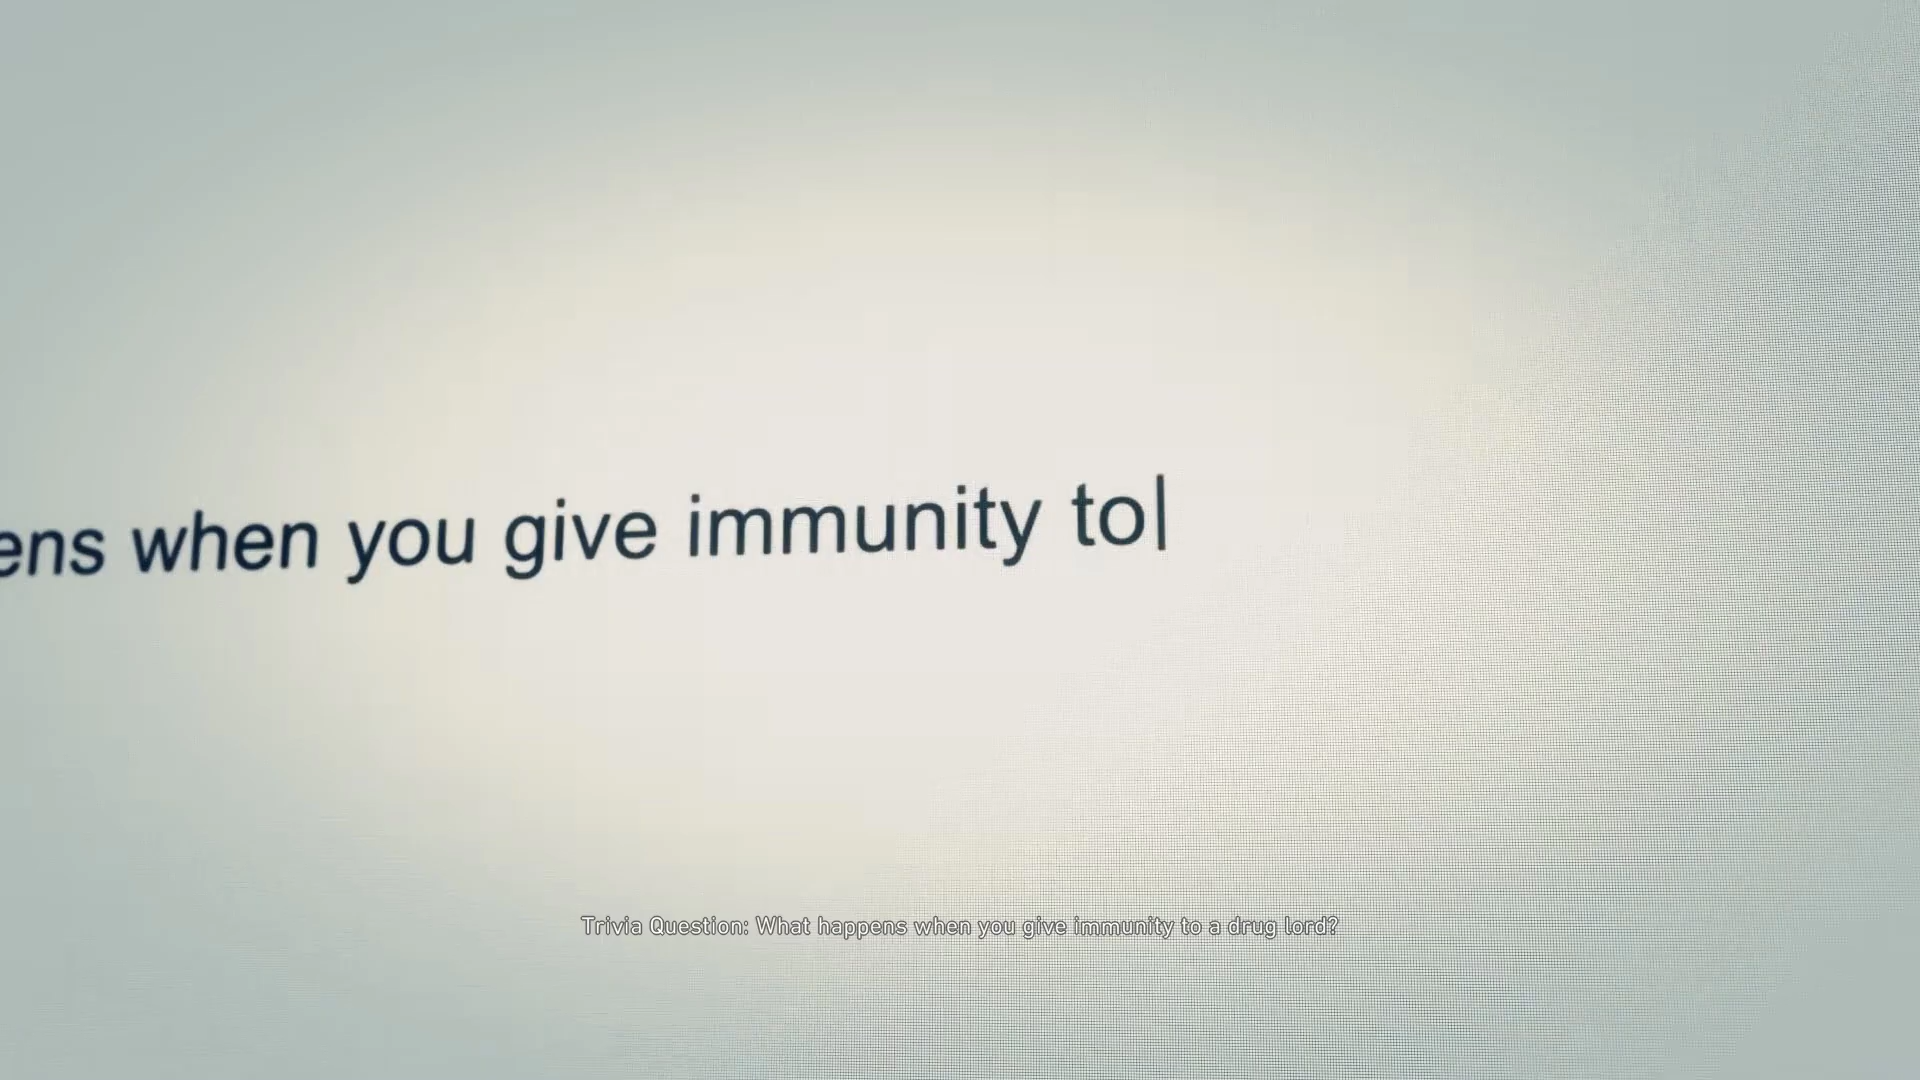 ens when you give immunity to|
Trivia Question: What happens when you give immunity to a drug lord?